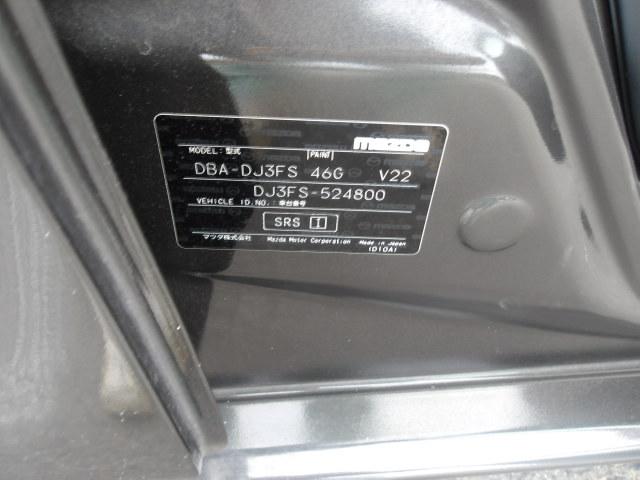 MODEL:型式 PAINT mazda
DBA-DJ3FS 46G V22
DJ3FS-524800
VEHICLE ID.NO.:車台番号
SRS I
マツダ株式会社 Mazda Motor Corporation Made in Japan
(D10A)